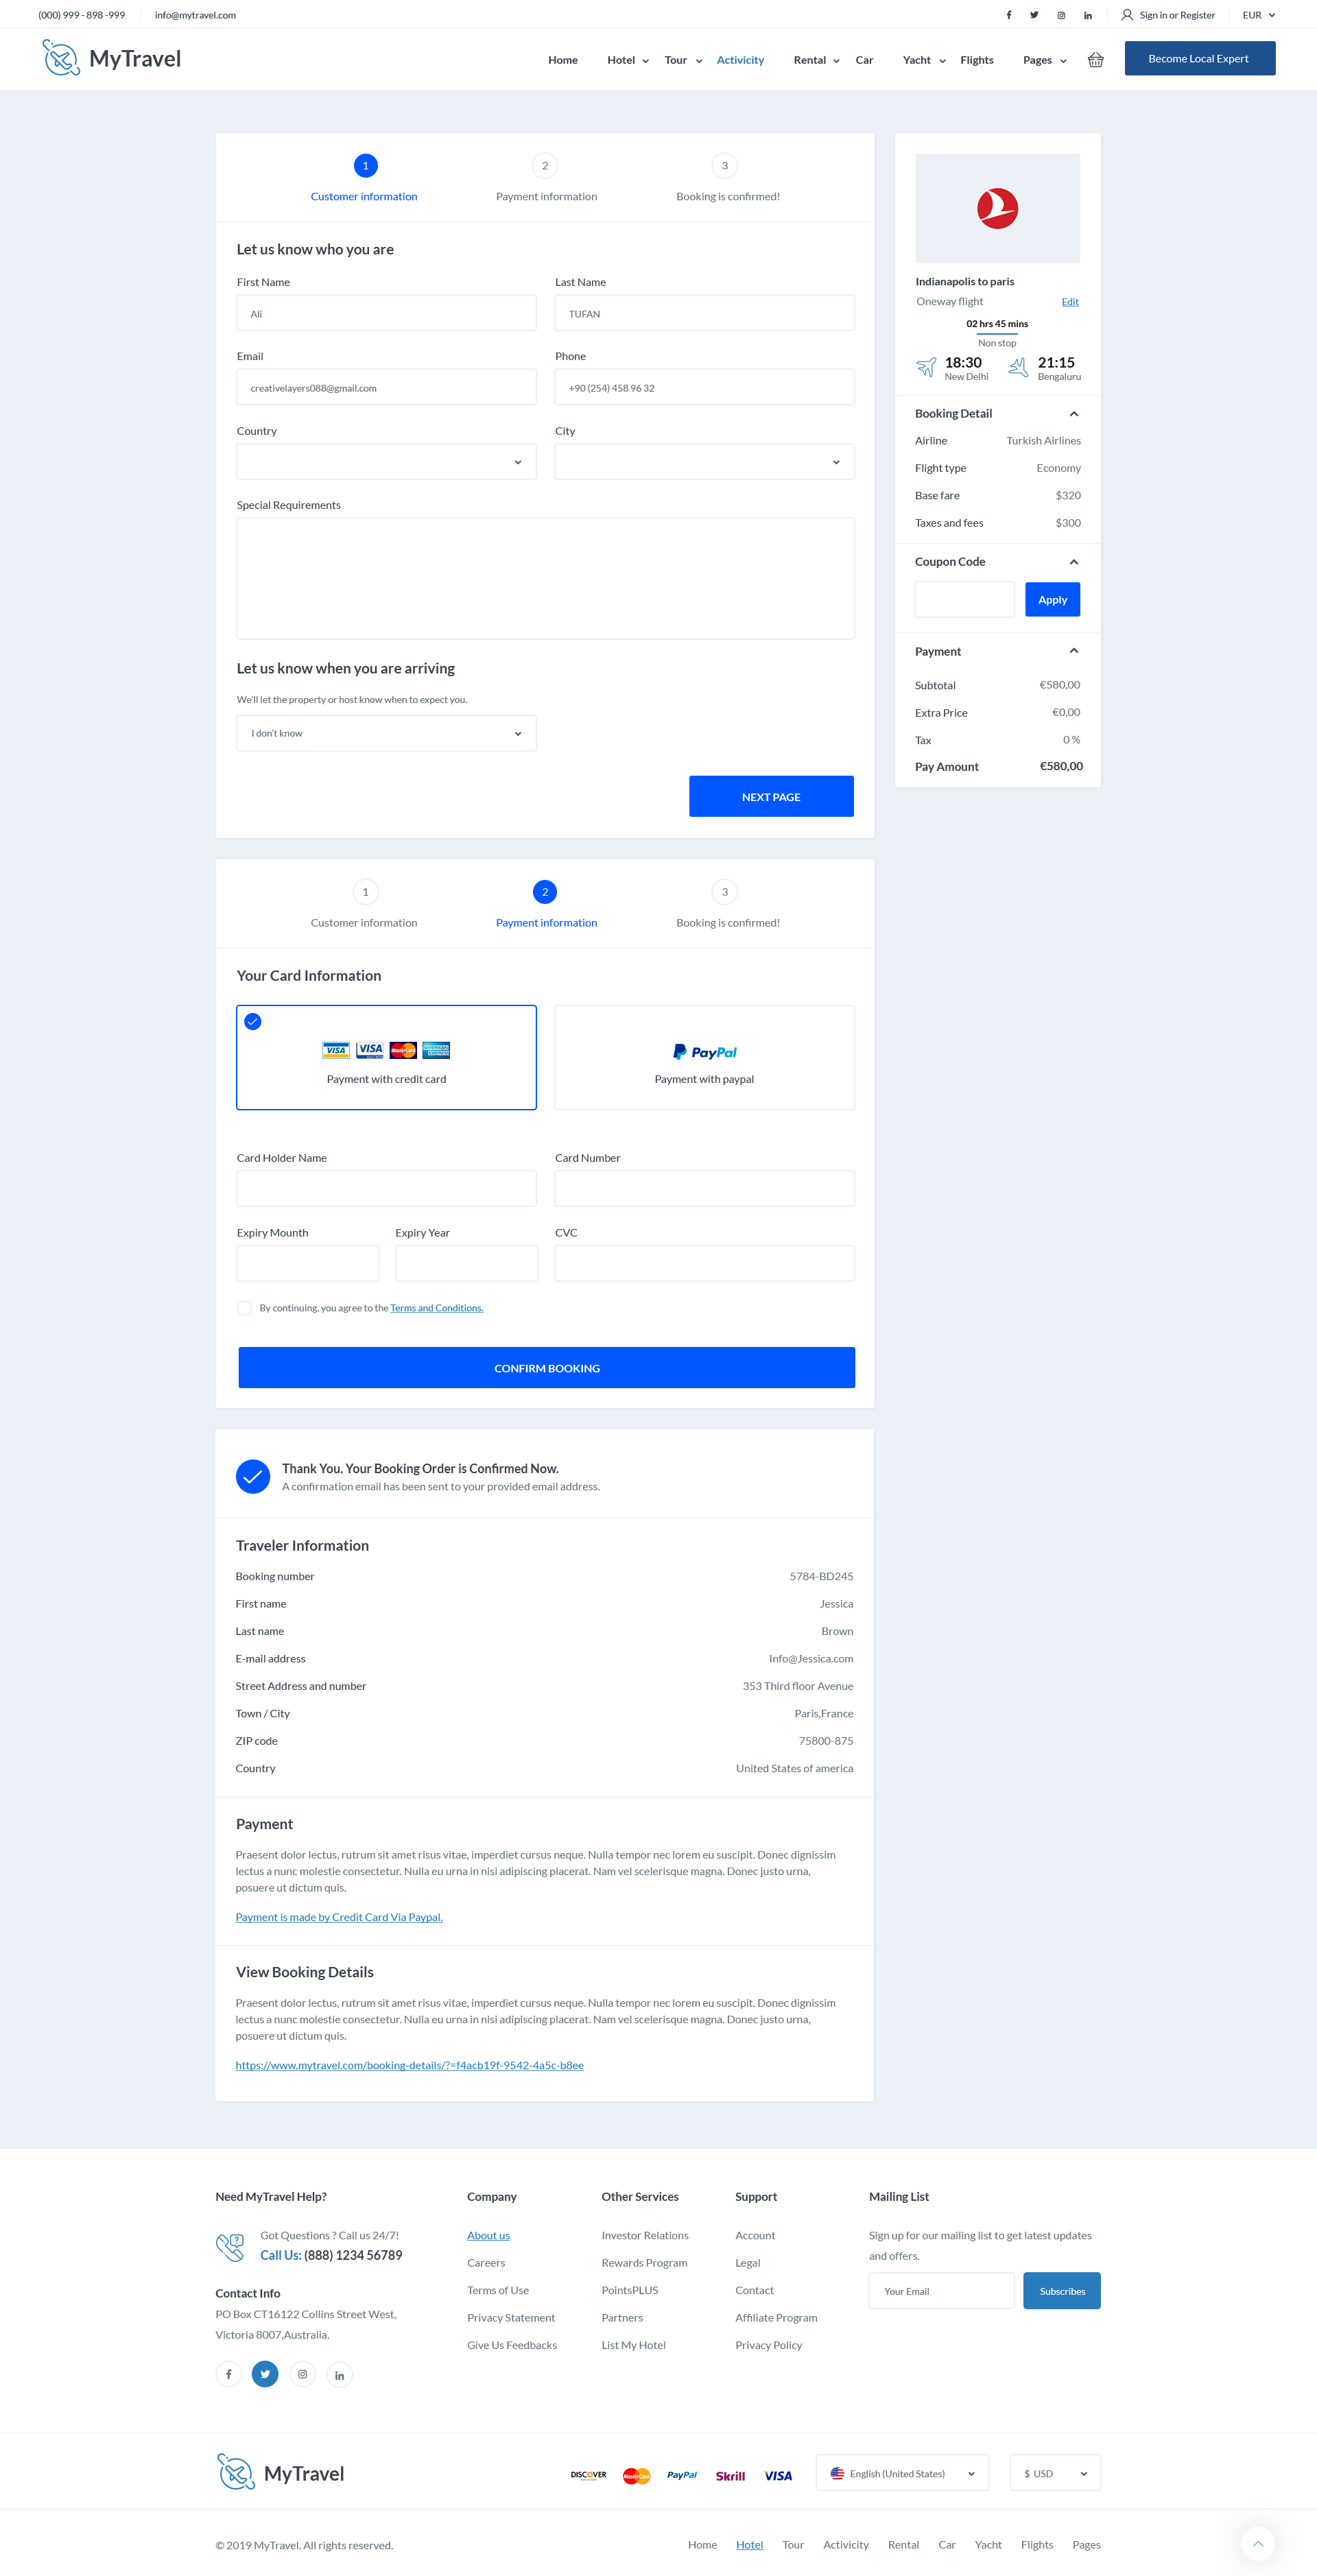 (000) 999 - 898 -999 info@mytravel.com Sign in or Register EUR
MyTravel Home Hotel Tour Activicity Rental Car Yacht Flights Pages Become Local Expert
1 2 3
Customer information Payment information Booking is confirmed!
Let us know who you are
First Name Last Name
Ali TUFAN
Email Phone
creativelayers088@gmail.com +90 (254) 458 96 32
Country City
Special Requirements
Let us know when you are arriving
We'll let the property or host know when to expect you.
I don't know
NEXT PAGE
Indianapolis to paris
Oneway flight Edit
02 hrs 45 mins
Non stop
18:30 21:15
New Delhi Bengaluru
Booking Detail
Airline Turkish Airlines
Flight type Economy
Base fare $320
Taxes and fees $300
Coupon Code
Apply
Payment
Subtotal €580,00
Extra Price €0,00
Tax 0 %
Pay Amount €580,00
1 2 3
Customer information Payment information Booking is confirmed!
Your Card Information
VISA VISA MasterCard AMERICAN EXPRESS PayPal
Payment with credit card Payment with paypal
Card Holder Name Card Number
Expiry Mounth Expiry Year CVC
By continuing, you agree to the Terms and Conditions.
CONFIRM BOOKING
Thank You. Your Booking Order is Confirmed Now.
A confirmation email has been sent to your provided email address.
Traveler Information
Booking number 5784-BD245
First name Jessica
Last name Brown
E-mail address Info@Jessica.com
Street Address and number 353 Third floor Avenue
Town / City Paris,France
ZIP code 75800-875
Country United States of america
Payment
Praesent dolor lectus, rutrum sit amet risus vitae, imperdiet cursus neque. Nulla tempor nec lorem eu suscipit. Donec dignissim
lectus a nunc molestie consectetur. Nulla eu urna in nisi adipiscing placerat. Nam vel scelerisque magna. Donec justo urna,
posuere ut dictum quis.
Payment is made by Credit Card Via Paypal.
View Booking Details
Praesent dolor lectus, rutrum sit amet risus vitae, imperdiet cursus neque. Nulla tempor nec lorem eu suscipit. Donec dignissim
lectus a nunc molestie consectetur. Nulla eu urna in nisi adipiscing placerat. Nam vel scelerisque magna. Donec justo urna,
posuere ut dictum quis.
https://www.mytravel.com/booking-details/?=f4acb19f-9542-4a5c-b8ee
Need MyTravel Help? Company Other Services Support Mailing List
Got Questions ? Call us 24/7! About us Investor Relations Account Sign up for our mailing list to get latest updates
Call Us: (888) 1234 56789 Careers Rewards Program Legal and offers.
Contact Info Terms of Use PointsPLUS Contact Your Email Subscribes
PO Box CT16122 Collins Street West, Privacy Statement Partners Affiliate Program
Victoria 8007,Australia. Give Us Feedbacks List My Hotel Privacy Policy
MyTravel DISCOVER MasterCard PayPal Skrill VISA English (United States) $ USD
© 2019 MyTravel. All rights reserved. Home Hotel Tour Activicity Rental Car Yacht Flights Pages